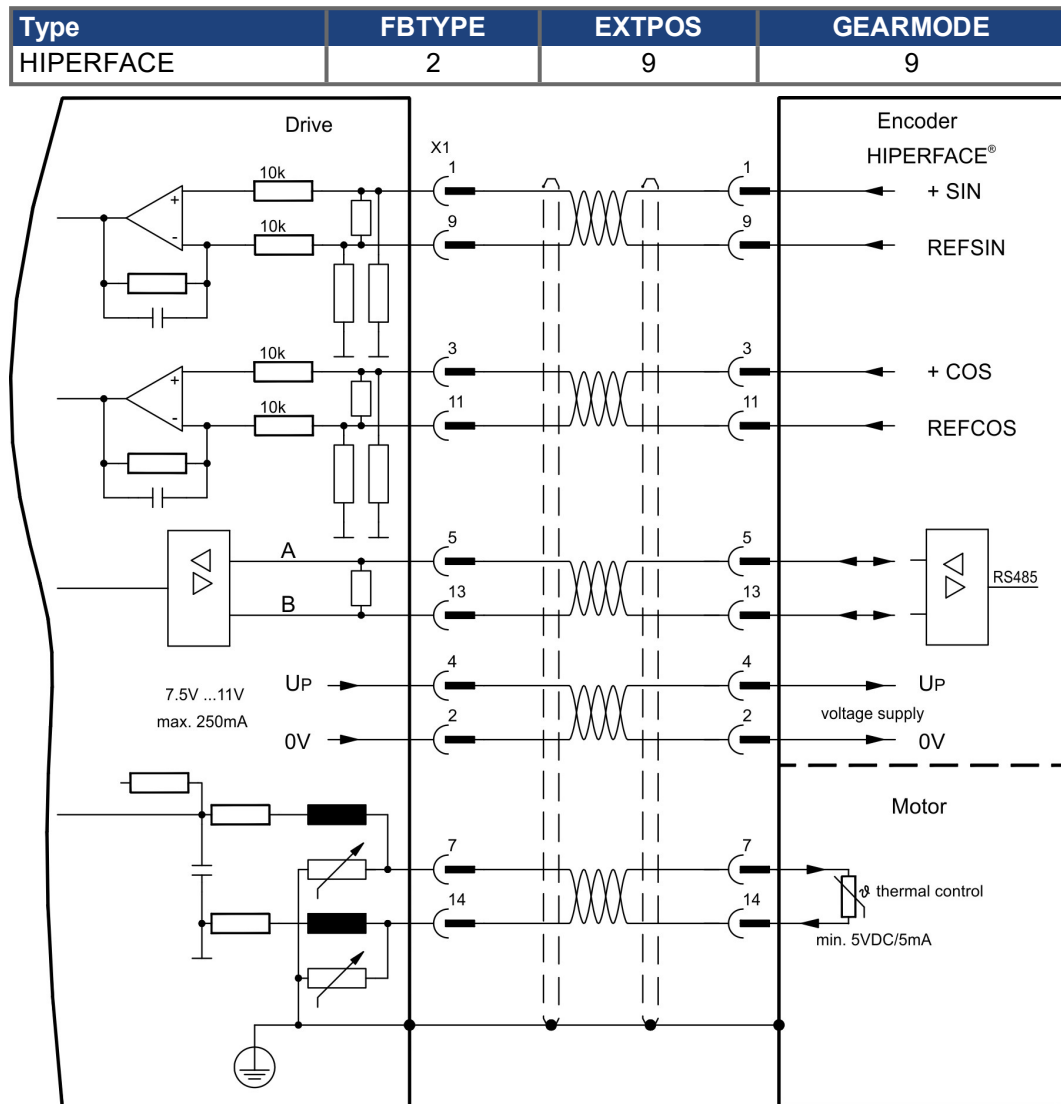 Type FBTYPE EXTPOS GEARMODE
HIPERFACE 2 9 9
Drive
Encoder
HIPERFACE®
X1
10k
+
1
1
+ SIN
10k
-
9
9
REFSIN
10k
+
3
3
+ COS
10k
-
11
11
REFCOS
A
5
5
RS485
B
13
13
7.5V ...11V
max. 250mA
UP
4
4
UP
voltage supply
0V
2
2
0V
Motor
7
7
ϑ thermal control
14
14
min. 5VDC/5mA